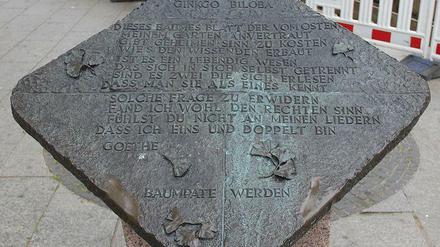 GINKGO BILOBA
DIESES BAUMES BLATT DER VOM OSTEN
MEINEM GARTEN ANVERTRAUT
GIBT GEHEIMEN SINN ZU KOSTEN
WIE'S DEN WISSENDEN ERBAUT
IST ES EIN LEBENDIG WESEN
DAS SICH IN SICH SELBST GETRENNT
SIND ES ZWEI DIE SICH ERLESEN
DASS MAN SIE ALS EINES KENNT
SOLCHE FRAGE ZU ERWIDERN
FAND ICH WOHL DEN RECHTEN SINN
FÜHLST DU NICHT AN MEINEN LIEDERN
DASS ICH EINS UND DOPPELT BIN
GOETHE
BAUMPATE WERDEN